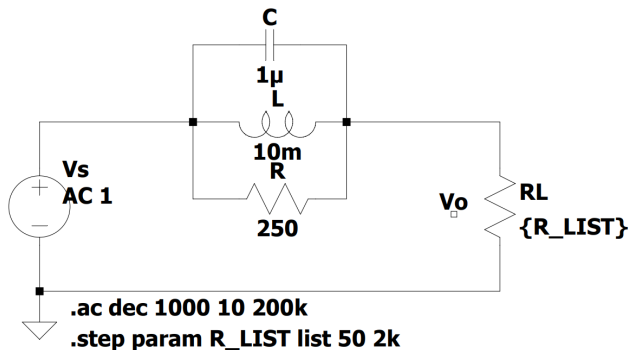 C
1µ
L
10m
R
250
Vs
AC 1
Vo
RL
{R_LIST}
.ac dec 1000 10 200k
.step param R_LIST list 50 2k